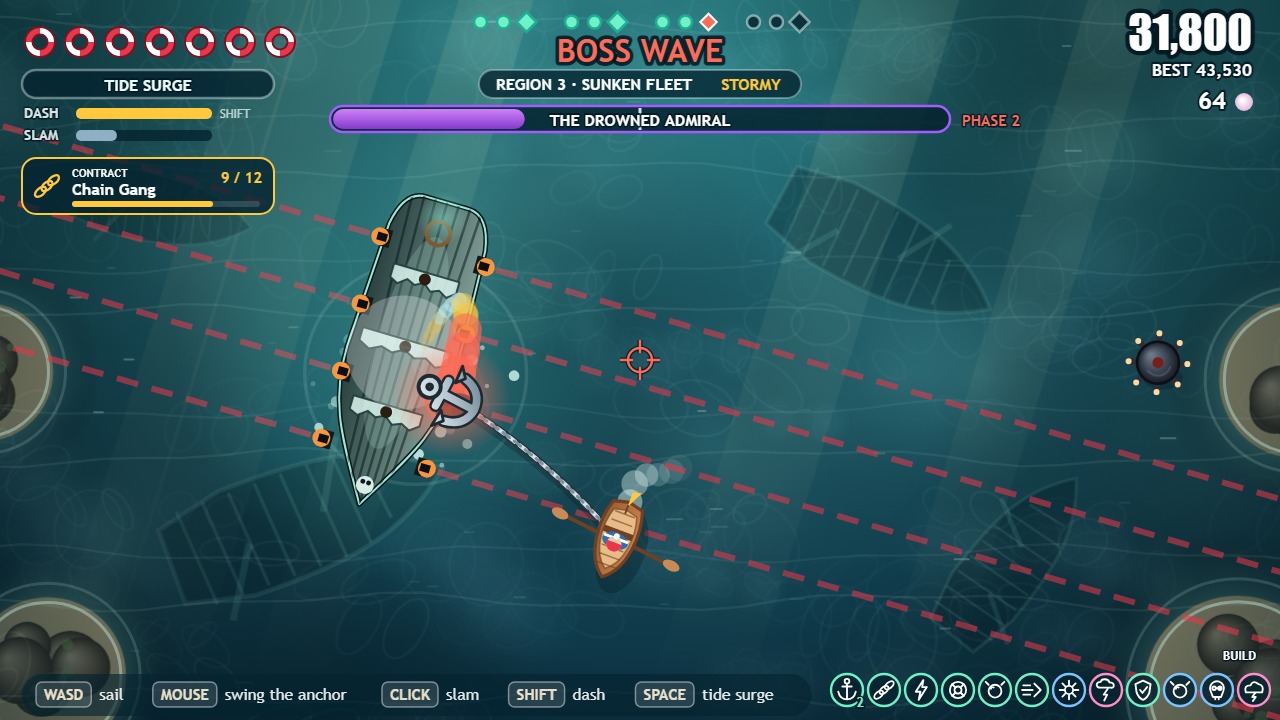 TIDE SURGE
DASH SHIFT
SLAM
CONTRACT
Chain Gang 9 / 12
BOSS WAVE
REGION 3 · SUNKEN FLEET STORMY
THE DROWNED ADMIRAL PHASE 2
31,800
BEST 43,530
64
BUILD
WASD sail MOUSE swing the anchor CLICK slam SHIFT dash SPACE tide surge
2